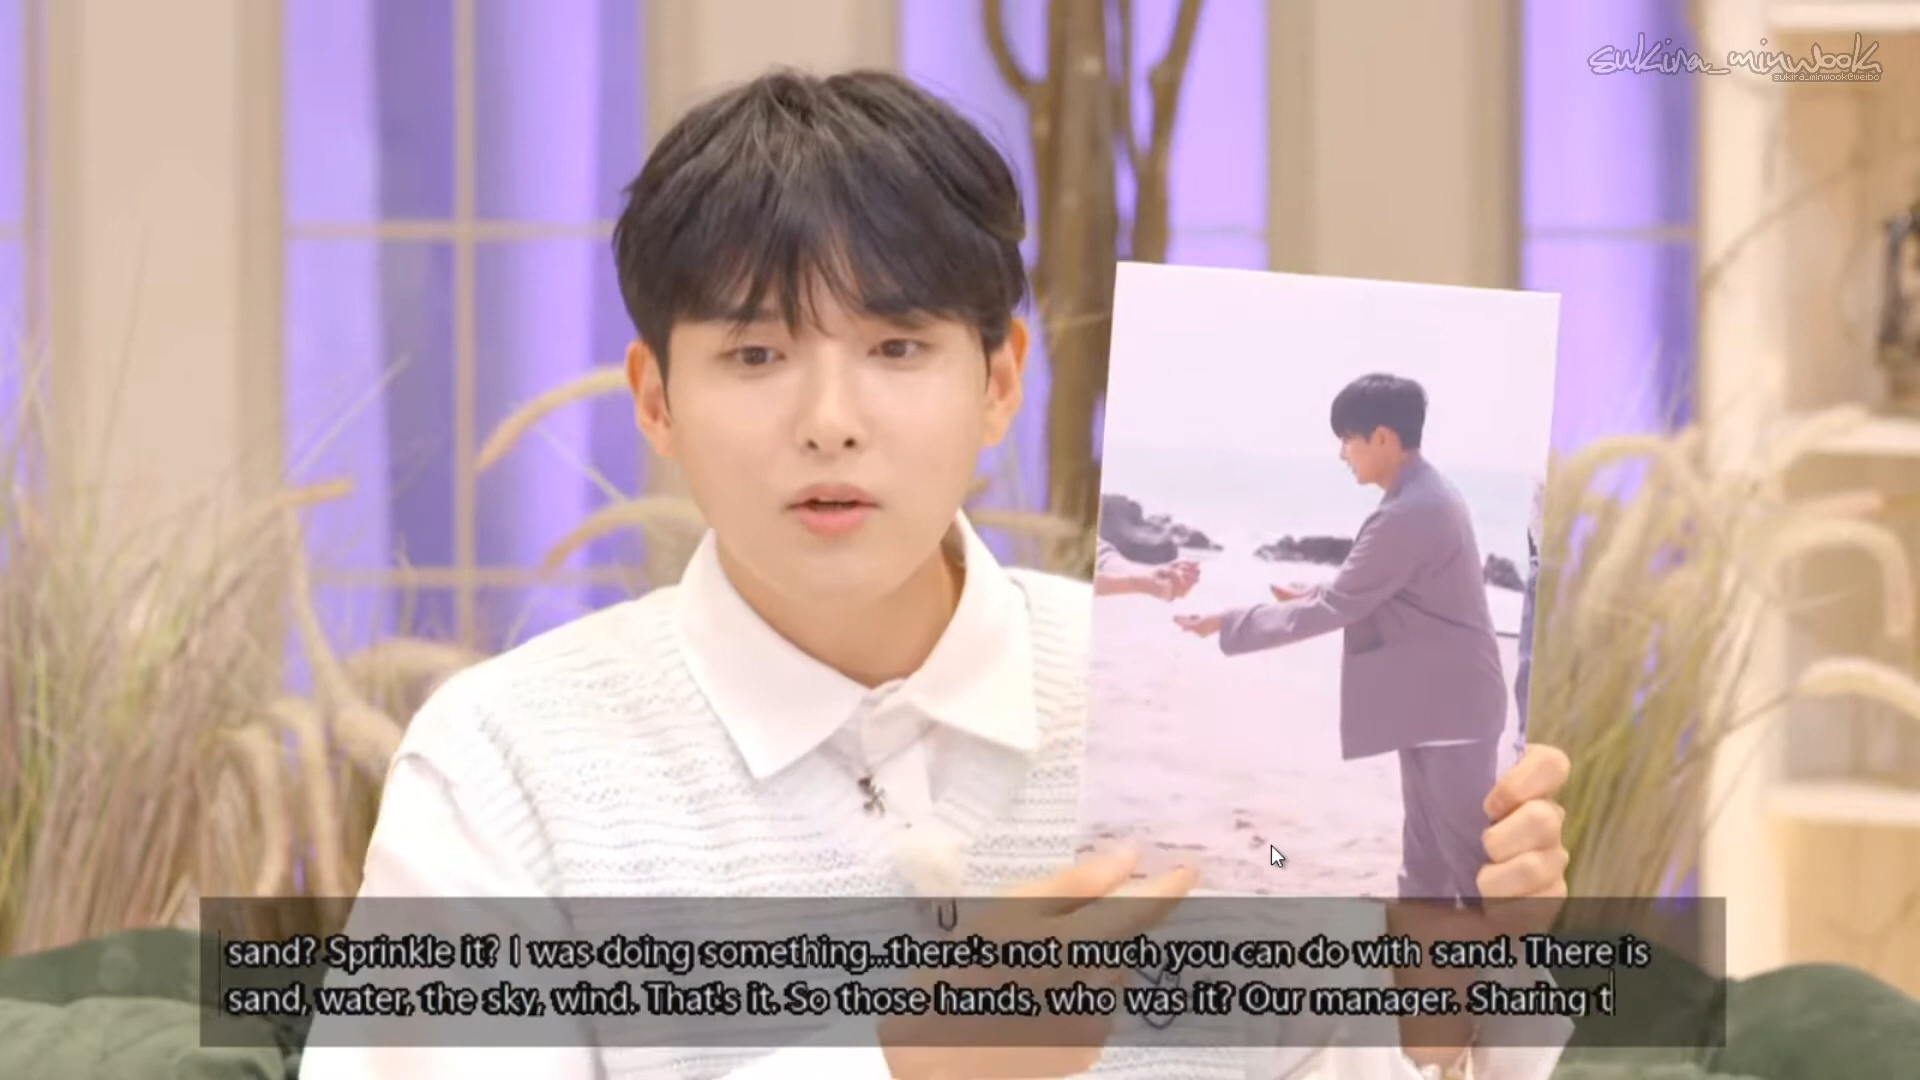 sukira_minwook
sukira_minwook@weibo
sand? Sprinkle it? I was doing something...there's not much you can do with sand. There is
sand, water, the sky, wind. That's it. So those hands, who was it? Our manager. Sharing t